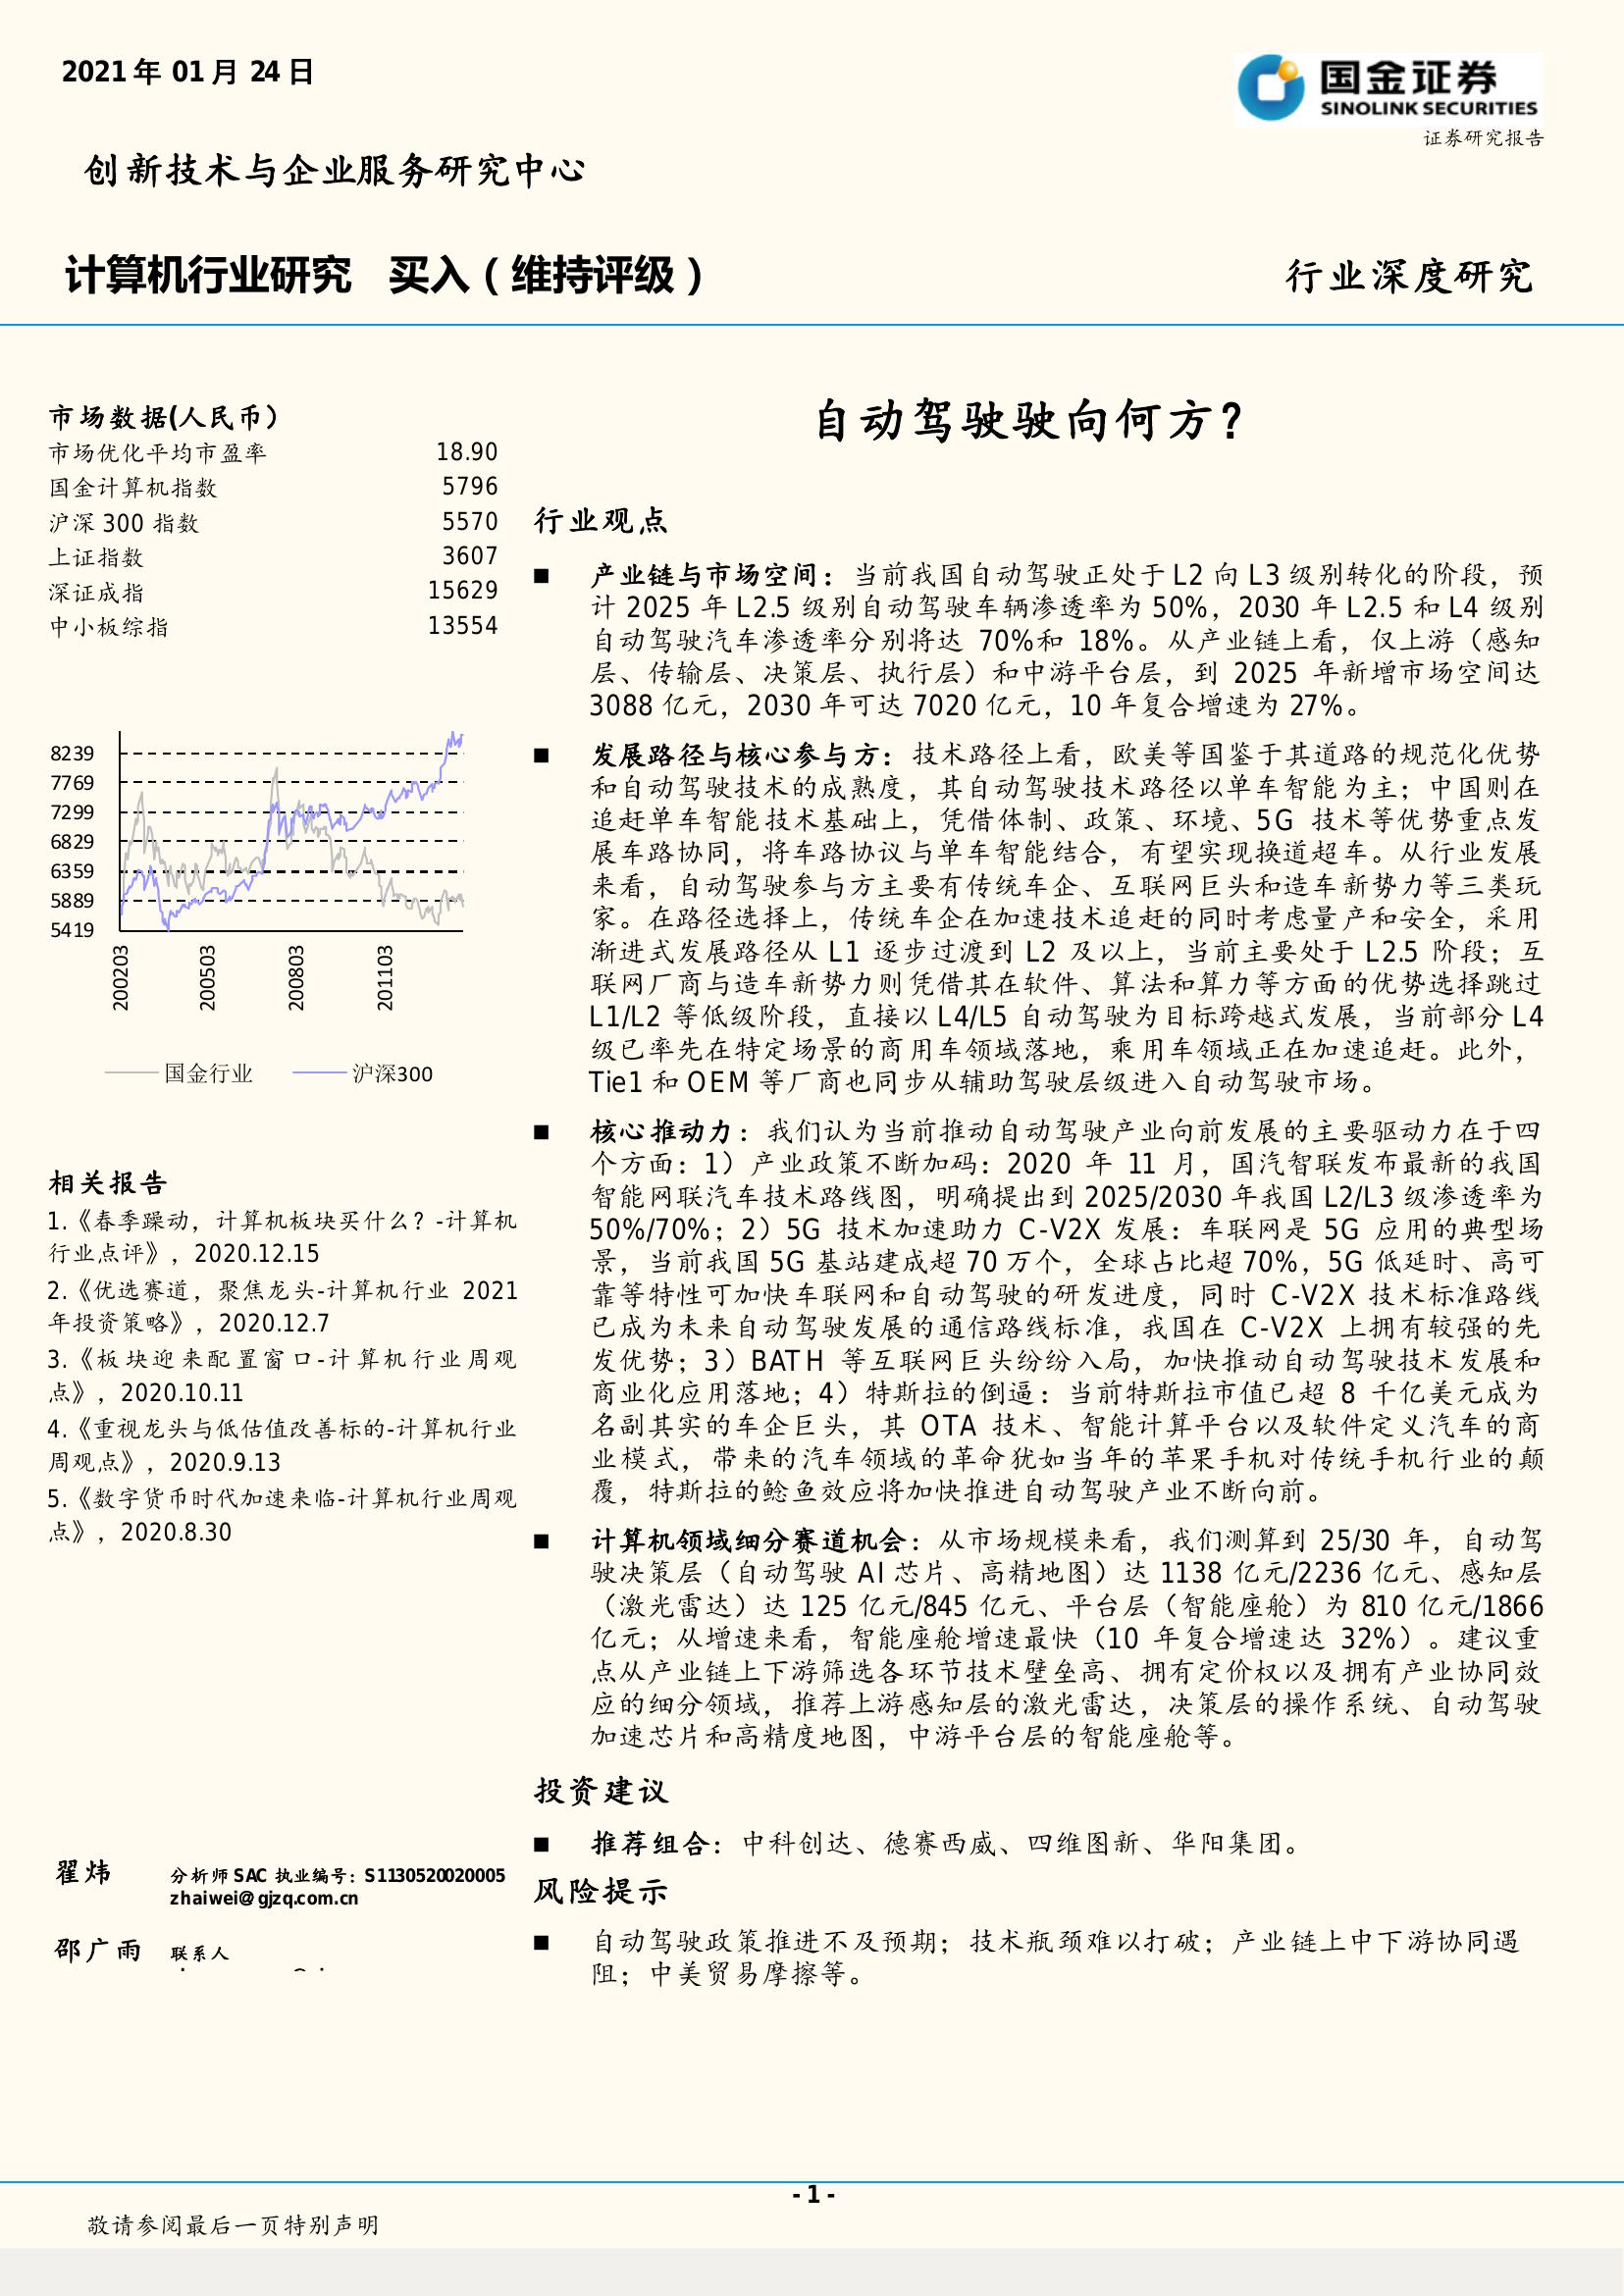 2021年01月24日
国金证券
SINOLINK SECURITIES
证券研究报告
创新技术与企业服务研究中心
计算机行业研究 买入（维持评级）
行业深度研究
市场数据(人民币）
市场优化平均市盈率 18.90
国金计算机指数 5796
沪深 300 指数 5570
上证指数 3607
深证成指 15629
中小板综指 13554
8239
7769
7299
6829
6359
5889
5419
200203
200503
200803
201103
国金行业 沪深300
相关报告
1.《春季躁动，计算机板块买什么？-计算机
行业点评》，2020.12.15
2.《优选赛道，聚焦龙头-计算机行业 2021
年投资策略》，2020.12.7
3.《板块迎来配置窗口-计算机行业周观
点》，2020.10.11
4.《重视龙头与低估值改善标的-计算机行业
周观点》，2020.9.13
5.《数字货币时代加速来临-计算机行业周观
点》，2020.8.30
翟炜 分析师 SAC 执业编号：S1130520020005
zhaiwei@gjzq.com.cn
邵广雨 联系人
自动驾驶驶向何方？
行业观点
■ 产业链与市场空间：当前我国自动驾驶正处于 L2 向 L3 级别转化的阶段，预
计 2025 年 L2.5 级别自动驾驶车辆渗透率为 50%，2030 年 L2.5 和 L4 级别
自动驾驶汽车渗透率分别将达 70%和 18%。从产业链上看，仅上游（感知
层、传输层、决策层、执行层）和中游平台层，到 2025 年新增市场空间达
3088 亿元，2030 年可达 7020 亿元，10 年复合增速为 27%。
■ 发展路径与核心参与方：技术路径上看，欧美等国鉴于其道路的规范化优势
和自动驾驶技术的成熟度，其自动驾驶技术路径以单车智能为主；中国则在
追赶单车智能技术基础上，凭借体制、政策、环境、5G 技术等优势重点发
展车路协同，将车路协议与单车智能结合，有望实现换道超车。从行业发展
来看，自动驾驶参与方主要有传统车企、互联网巨头和造车新势力等三类玩
家。在路径选择上，传统车企在加速技术追赶的同时考虑量产和安全，采用
渐进式发展路径从 L1 逐步过渡到 L2 及以上，当前主要处于 L2.5 阶段；互
联网厂商与造车新势力则凭借其在软件、算法和算力等方面的优势选择跳过
L1/L2 等低级阶段，直接以 L4/L5 自动驾驶为目标跨越式发展，当前部分 L4
级已率先在特定场景的商用车领域落地，乘用车领域正在加速追赶。此外，
Tie1 和 OEM 等厂商也同步从辅助驾驶层级进入自动驾驶市场。
■ 核心推动力：我们认为当前推动自动驾驶产业向前发展的主要驱动力在于四
个方面：1）产业政策不断加码：2020 年 11 月，国汽智联发布最新的我国
智能网联汽车技术路线图，明确提出到 2025/2030 年我国 L2/L3 级渗透率为
50%/70%；2）5G 技术加速助力 C-V2X 发展：车联网是 5G 应用的典型场
景，当前我国 5G 基站建成超 70 万个，全球占比超 70%，5G 低延时、高可
靠等特性可加快车联网和自动驾驶的研发进度，同时 C-V2X 技术标准路线
已成为未来自动驾驶发展的通信路线标准，我国在 C-V2X 上拥有较强的先
发优势；3）BATH 等互联网巨头纷纷入局，加快推动自动驾驶技术发展和
商业化应用落地；4）特斯拉的倒逼：当前特斯拉市值已超 8 千亿美元成为
名副其实的车企巨头，其 OTA 技术、智能计算平台以及软件定义汽车的商
业模式，带来的汽车领域的革命犹如当年的苹果手机对传统手机行业的颠
覆，特斯拉的鲶鱼效应将加快推进自动驾驶产业不断向前。
■ 计算机领域细分赛道机会：从市场规模来看，我们测算到 25/30 年，自动驾
驶决策层（自动驾驶 AI 芯片、高精地图）达 1138 亿元/2236 亿元、感知层
（激光雷达）达 125 亿元/845 亿元、平台层（智能座舱）为 810 亿元/1866
亿元；从增速来看，智能座舱增速最快（10 年复合增速达 32%）。建议重
点从产业链上下游筛选各环节技术壁垒高、拥有定价权以及拥有产业协同效
应的细分领域，推荐上游感知层的激光雷达，决策层的操作系统、自动驾驶
加速芯片和高精度地图，中游平台层的智能座舱等。
投资建议
■ 推荐组合：中科创达、德赛西威、四维图新、华阳集团。
风险提示
■ 自动驾驶政策推进不及预期；技术瓶颈难以打破；产业链上中下游协同遇
阻；中美贸易摩擦等。
- 1 -
敬请参阅最后一页特别声明